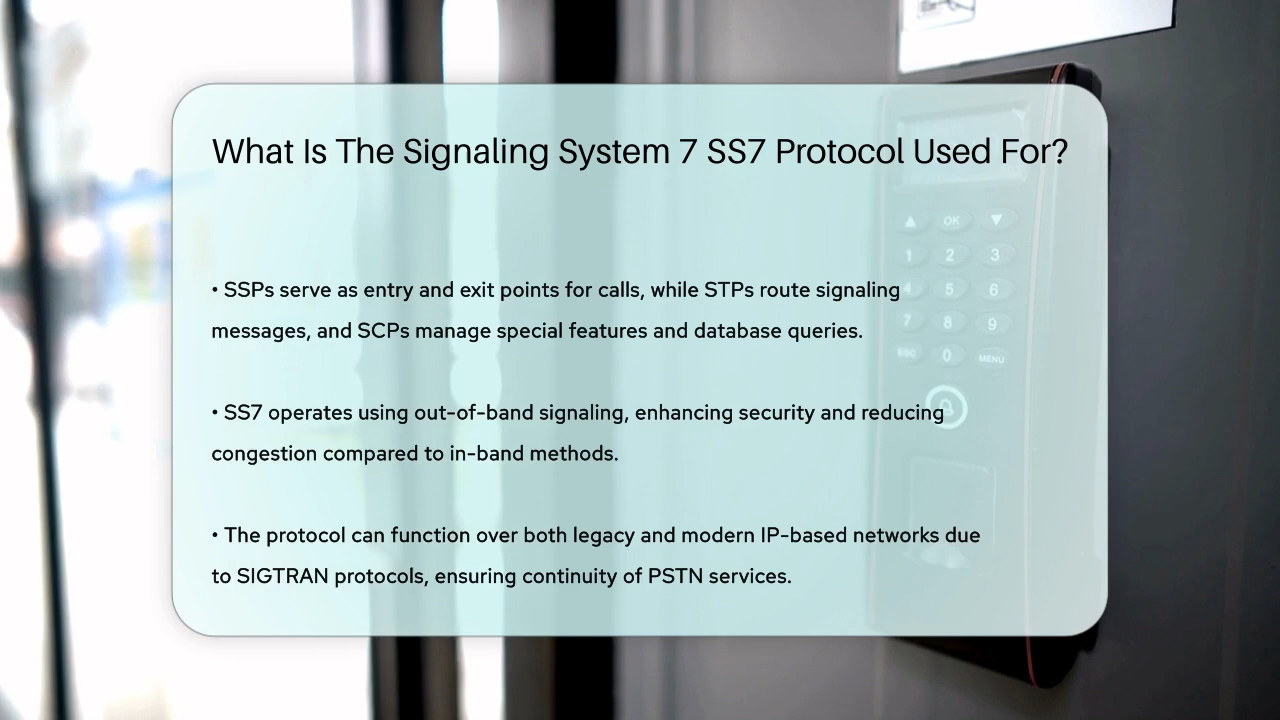 What Is The Signaling System 7 SS7 Protocol Used For?
• SSPs serve as entry and exit points for calls, while STPs route signaling
messages, and SCPs manage special features and database queries.
• SS7 operates using out-of-band signaling, enhancing security and reducing
congestion compared to in-band methods.
• The protocol can function over both legacy and modern IP-based networks due
to SIGTRAN protocols, ensuring continuity of PSTN services.
▲ OK ▼
1 2 3
4 5 6
7 8 9
ESC 0 MENU